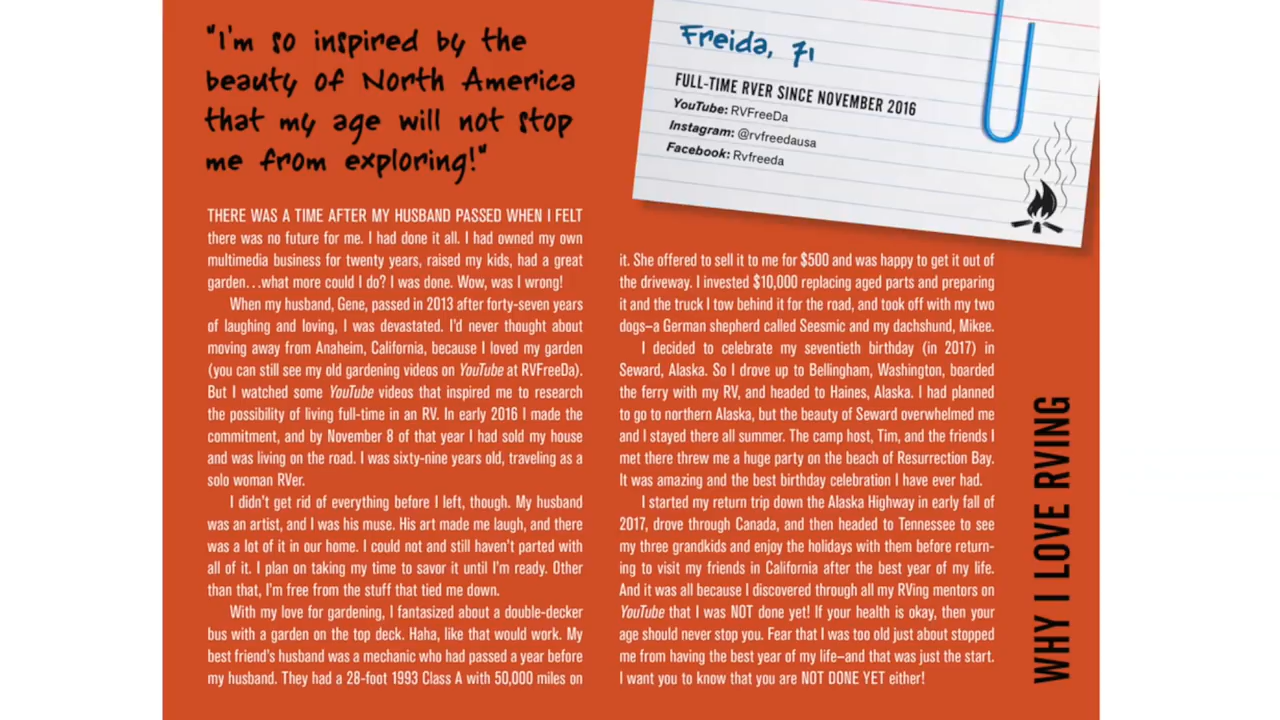 "I'm so inspired by the
beauty of North America
that my age will not stop
me from exploring!"
Freida, 71
FULL-TIME RVER SINCE NOVEMBER 2016
YouTube: RVFreeDa
Instagram: @rvfreedausa
Facebook: Rvfreeda
THERE WAS A TIME AFTER MY HUSBAND PASSED WHEN I FELT
there was no future for me. I had done it all. I had owned my own
multimedia business for twenty years, raised my kids, had a great
garden…what more could I do? I was done. Wow, was I wrong!
When my husband, Gene, passed in 2013 after forty-seven years
of laughing and loving, I was devastated. I'd never thought about
moving away from Anaheim, California, because I loved my garden
(you can still see my old gardening videos on YouTube at RVFreeDa).
But I watched some YouTube videos that inspired me to research
the possibility of living full-time in an RV. In early 2016 I made the
commitment, and by November 8 of that year I had sold my house
and was living on the road. I was sixty-nine years old, traveling as a
solo woman RVer.
I didn't get rid of everything before I left, though. My husband
was an artist, and I was his muse. His art made me laugh, and there
was a lot of it in our home. I could not and still haven't parted with
all of it. I plan on taking my time to savor it until I'm ready. Other
than that, I'm free from the stuff that tied me down.
With my love for gardening, I fantasized about a double-decker
bus with a garden on the top deck. Haha, like that would work. My
best friend's husband was a mechanic who had passed a year before
my husband. They had a 28-foot 1993 Class A with 50,000 miles on
it. She offered to sell it to me for $500 and was happy to get it out of
the driveway. I invested $10,000 replacing aged parts and preparing
it and the truck I tow behind it for the road, and took off with my two
dogs—a German shepherd called Seesmic and my dachshund, Mikee.
I decided to celebrate my seventieth birthday (in 2017) in
Seward, Alaska. So I drove up to Bellingham, Washington, boarded
the ferry with my RV, and headed to Haines, Alaska. I had planned
to go to northern Alaska, but the beauty of Seward overwhelmed me
and I stayed there all summer. The camp host, Tim, and the friends I
met there threw me a huge party on the beach of Resurrection Bay.
It was amazing and the best birthday celebration I have ever had.
I started my return trip down the Alaska Highway in early fall of
2017, drove through Canada, and then headed to Tennessee to see
my three grandkids and enjoy the holidays with them before return-
ing to visit my friends in California after the best year of my life.
And it was all because I discovered through all my RVing mentors on
YouTube that I was NOT done yet! If your health is okay, then your
age should never stop you. Fear that I was too old just about stopped
me from having the best year of my life—and that was just the start.
I want you to know that you are NOT DONE YET either!
WHY I LOVE RVING